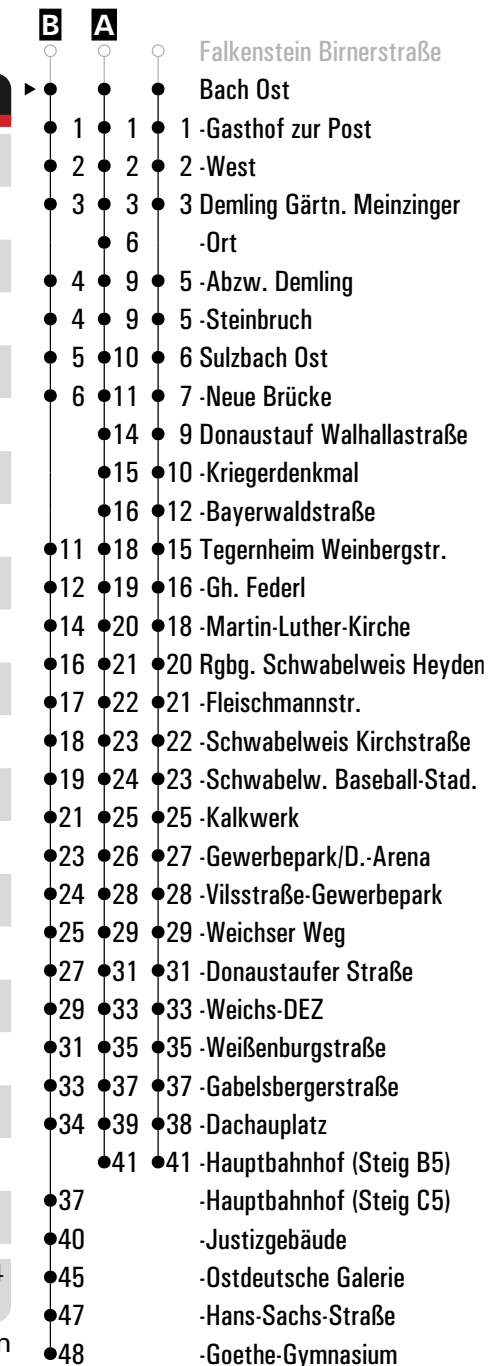 B A
Falkenstein Birnerstraße
Bach Ost
1 1 1 -Gasthof zur Post
2 2 2 -West
3 3 3 Demling Gärtn. Meinzinger
6 -Ort
4 9 5 -Abzw. Demling
4 9 5 -Steinbruch
5 10 6 Sulzbach Ost
6 11 7 -Neue Brücke
14 9 Donaustauf Walhallastraße
15 10 -Kriegerdenkmal
16 12 -Bayerwaldstraße
11 18 15 Tegernheim Weinbergstr.
12 19 16 -Gh. Federl
14 20 18 -Martin-Luther-Kirche
16 21 20 Rgbg. Schwabelweis Heyden
17 22 21 -Fleischmannstr.
18 23 22 -Schwabelweis Kirchstraße
19 24 23 -Schwabelw. Baseball-Stad.
21 25 25 -Kalkwerk
23 26 27 -Gewerbepark/D.-Arena
24 28 28 -Vilsstraße-Gewerbepark
25 29 29 -Weichser Weg
27 31 31 -Donaustaufer Straße
29 33 33 -Weichs-DEZ
31 35 35 -Weißenburgstraße
33 37 37 -Gabelsbergerstraße
34 39 38 -Dachauplatz
41 41 -Hauptbahnhof (Steig B5)
37 -Hauptbahnhof (Steig C5)
40 -Justizgebäude
45 -Ostdeutsche Galerie
47 -Hans-Sachs-Straße
n
48 -Goethe-Gymnasium